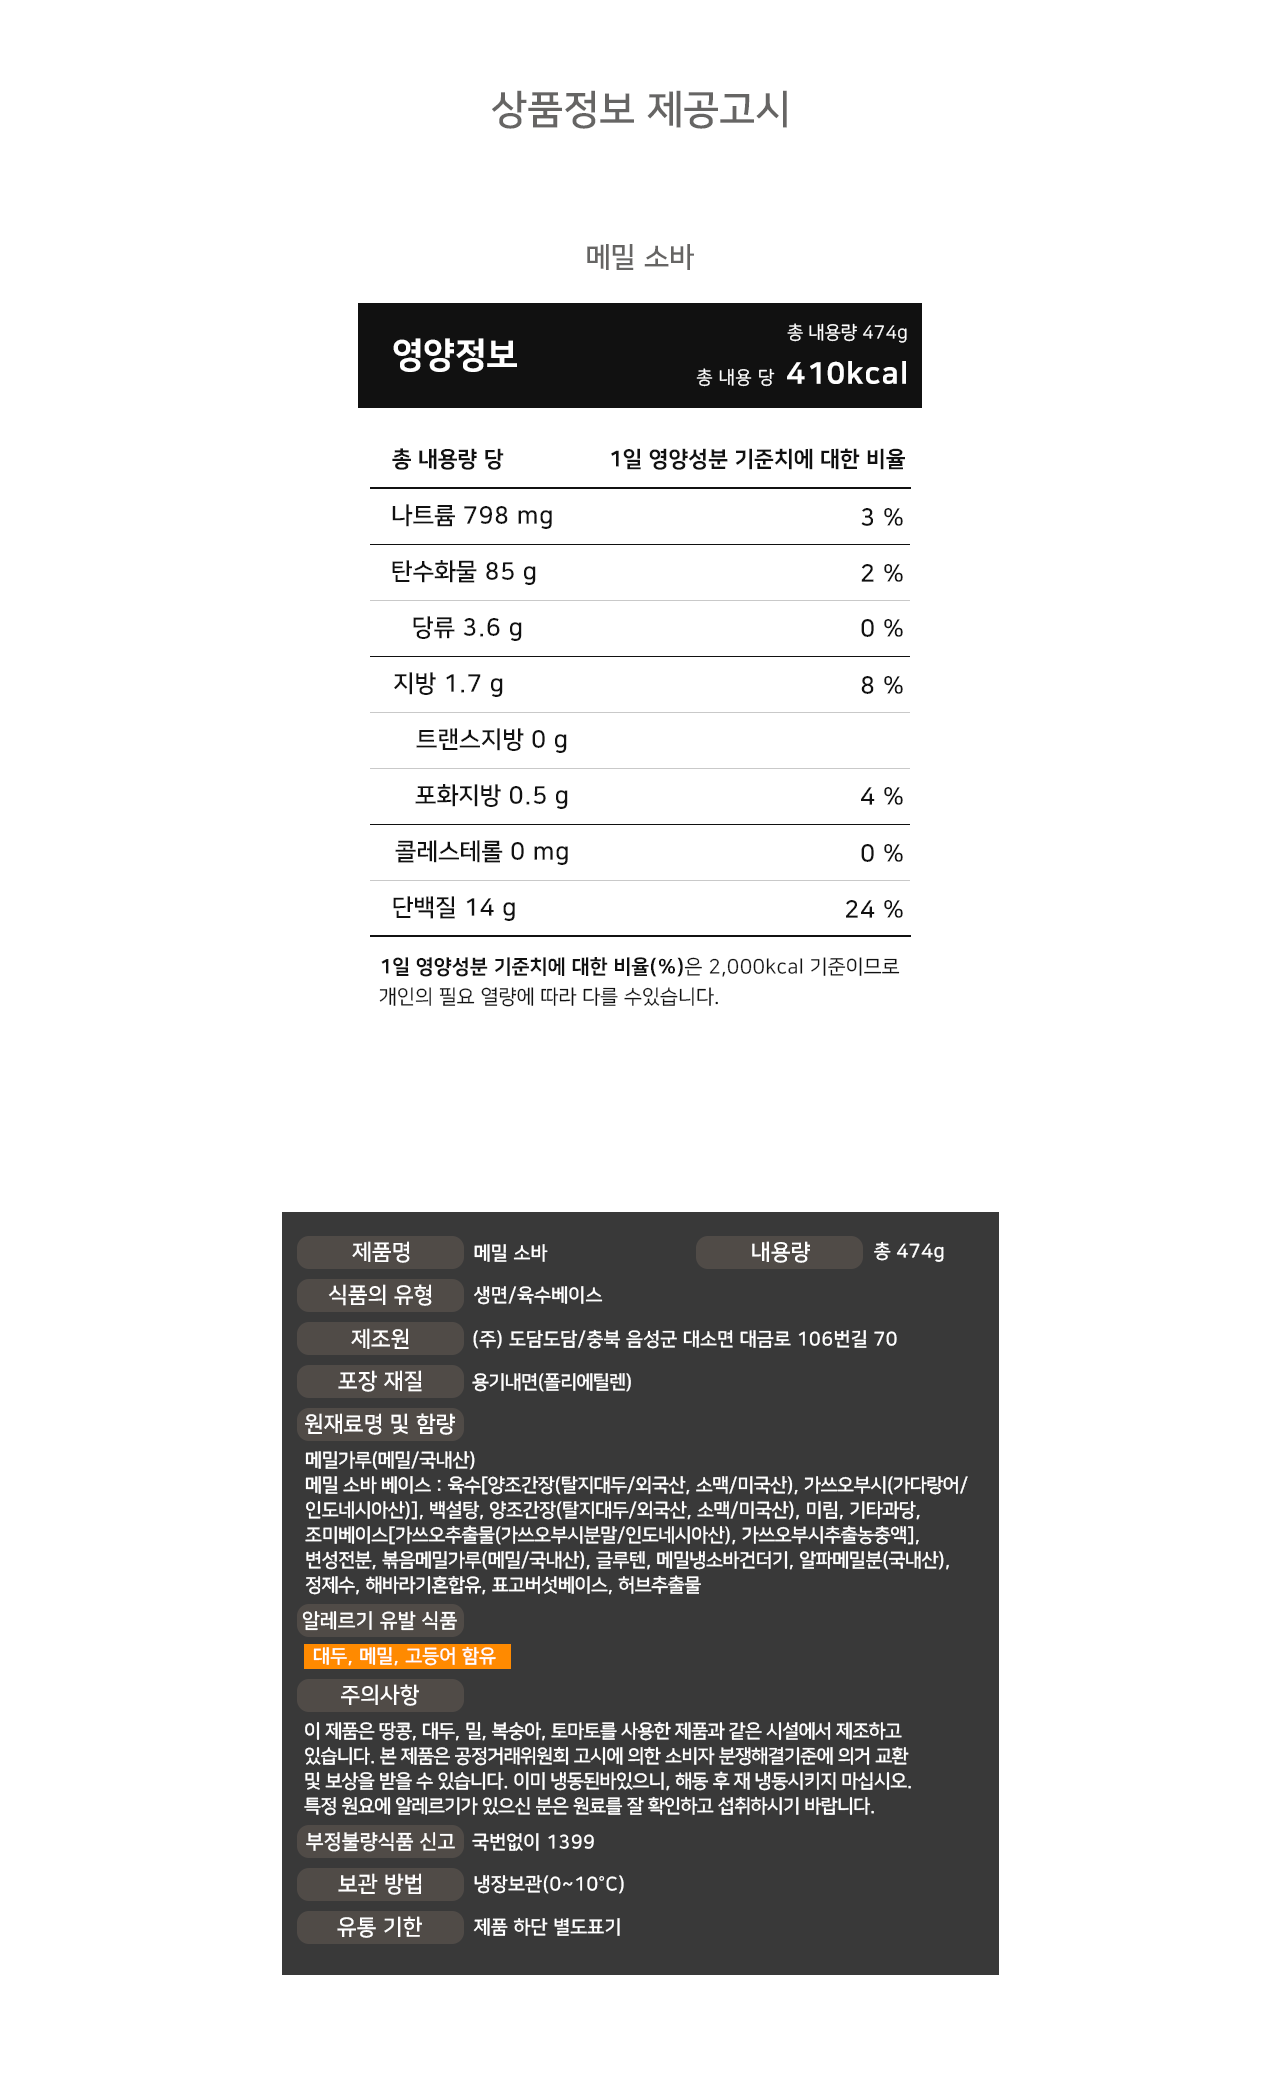 상품정보 제공고시
메밀 소바
영양정보
총 내용량 474g
총 내용 당 410kcal
총 내용량 당 1일 영양성분 기준치에 대한 비율
나트륨 798 mg 3 %
탄수화물 85 g 2 %
당류 3.6 g 0 %
지방 1.7 g 8 %
트랜스지방 0 g
포화지방 0.5 g 4 %
콜레스테롤 0 mg 0 %
단백질 14 g 24 %
1일 영양성분 기준치에 대한 비율(%)은 2,000kcal 기준이므로
개인의 필요 열량에 따라 다를 수있습니다.
제품명 메밀 소바 내용량 총 474g
식품의 유형 생면/육수베이스
제조원 (주) 도담도담/충북 음성군 대소면 대금로 106번길 70
포장 재질 용기내면(폴리에틸렌)
원재료명 및 함량
메밀가루(메밀/국내산)
메밀 소바 베이스 : 육수[양조간장(탈지대두/외국산, 소맥/미국산), 가쓰오부시(가다랑어/
인도네시아산)], 백설탕, 양조간장(탈지대두/외국산, 소맥/미국산), 미림, 기타과당,
조미베이스[가쓰오추출물(가쓰오부시분말/인도네시아산), 가쓰오부시추출농충액],
변성전분, 볶음메밀가루(메밀/국내산), 글루텐, 메밀냉소바건더기, 알파메밀분(국내산),
정제수, 해바라기혼합유, 표고버섯베이스, 허브추출물
알레르기 유발 식품
대두, 메밀, 고등어 함유
주의사항
이 제품은 땅콩, 대두, 밀, 복숭아, 토마토를 사용한 제품과 같은 시설에서 제조하고
있습니다. 본 제품은 공정거래위원회 고시에 의한 소비자 분쟁해결기준에 의거 교환
및 보상을 받을 수 있습니다. 이미 냉동된바있으니, 해동 후 재 냉동시키지 마십시오.
특정 원요에 알레르기가 있으신 분은 원료를 잘 확인하고 섭취하시기 바랍니다.
부정불량식품 신고 국번없이 1399
보관 방법 냉장보관(0~10°C)
유통 기한 제품 하단 별도표기